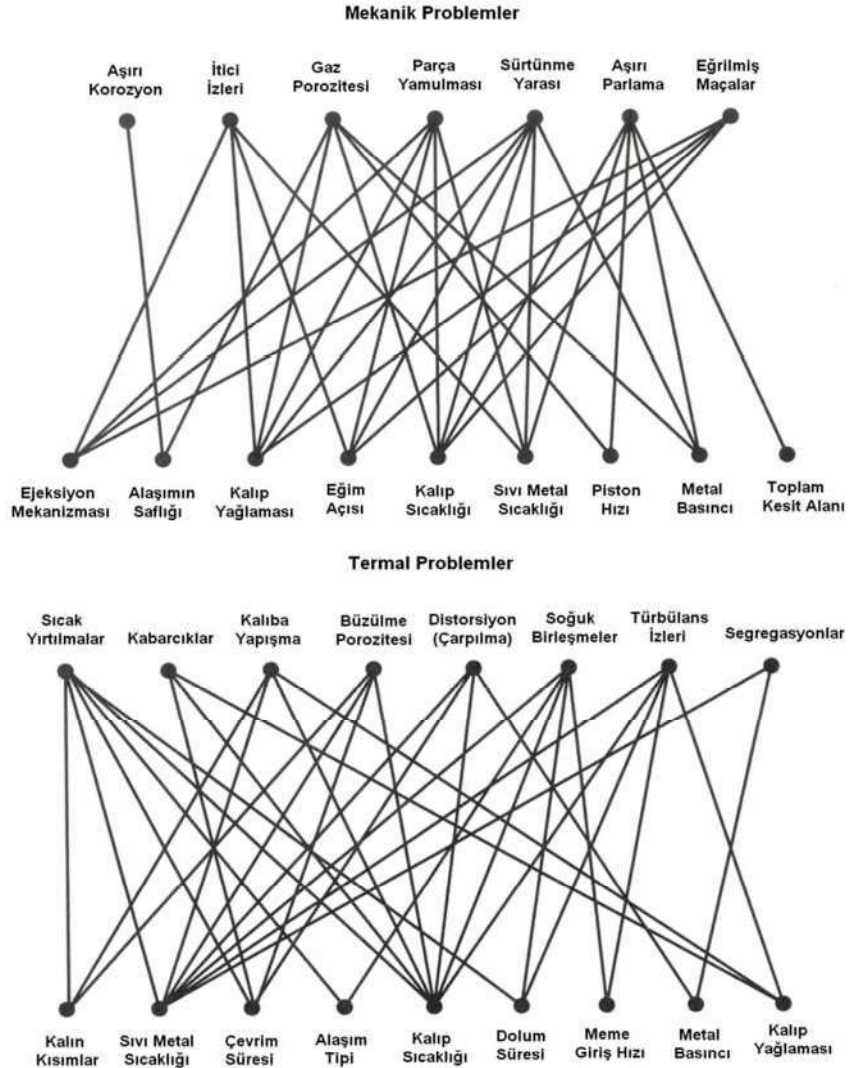 Mekanik Problemler
Aşırı
Korozyon
İtici
İzleri
Gaz
Porozitesi
Parça
Yamulması
Sürtünme
Yarası
Aşırı
Parlama
Eğrilmiş
Maçalar
Ejeksiyon
Mekanizması
Alaşımın
Saflığı
Kalıp
Yağlaması
Eğim
Açısı
Kalıp
Sıcaklığı
Sıvı Metal
Sıcaklığı
Piston
Hızı
Metal
Basıncı
Toplam
Kesit Alanı
Termal Problemler
Sıcak
Yırtılmalar
Kabarcıklar
Kalıba
Yapışma
Büzülme
Porozitesi
Distorsiyon
(Çarpılma)
Soğuk
Birleşmeler
Türbülans
İzleri
Segregasyonlar
Kalın
Kısımlar
Sıvı Metal
Sıcaklığı
Çevrim
Süresi
Alaşım
Tipi
Kalıp
Sıcaklığı
Dolum
Süresi
Meme
Giriş Hızı
Metal
Basıncı
Kalıp
Yağlaması